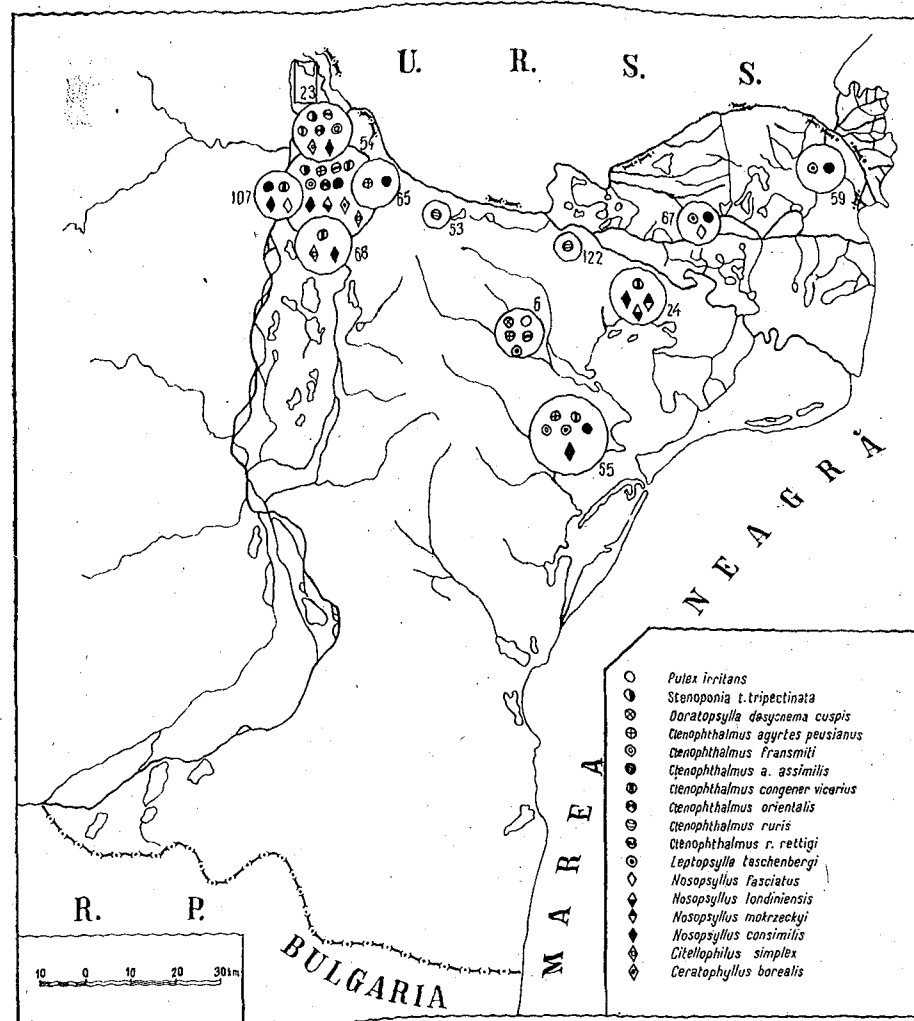 U. R. S. S.
23
54
107
65
53
59
67
122
68
24
6
55
MAREA NEAGRĂ
Pulex irritans
Stenoponia t. tripectinata
Doratopsylla dasycnema cuspis
Ctenophthalmus agyrtes peusianus
Ctenophthalmus fransmiti
Ctenophthalmus a. assimilis
Ctenophthalmus congener vicarius
Ctenophthalmus orientalis
Ctenophthalmus ruris
Ctenophthalmus r. rettigi
Leptopsylla taschenbergi
Nosopsyllus fasciatus
Nosopsyllus londiniensis
Nosopsyllus mokrzeckyi
Nosopsyllus consimilis
Citellophilus simplex
Ceratophyllus borealis
R. P. BULGARIA
10 0 10 20 30 km